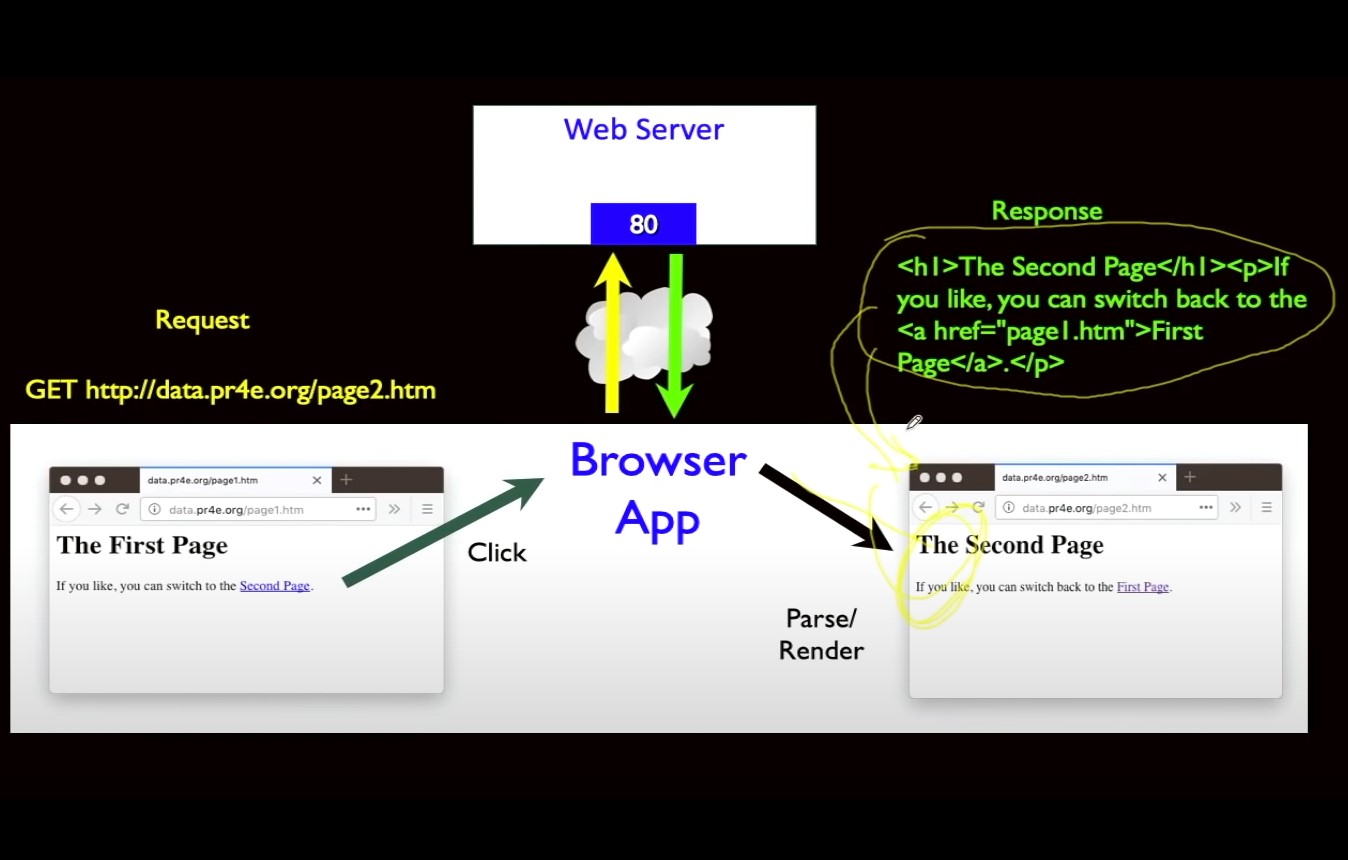 Web Server
80
Response
<h1>The Second Page</h1><p>If
you like, you can switch back to the
<a href="page1.htm">First
Page</a>.</p>
Request
GET http://data.pr4e.org/page2.htm
data.pr4e.org/page1.htm
data.pr4e.org/page1.htm
The First Page
If you like, you can switch to the Second Page.
Click
Browser
App
Parse/
Render
data.pr4e.org/page2.htm
data.pr4e.org/page2.htm
The Second Page
If you like, you can switch back to the First Page.